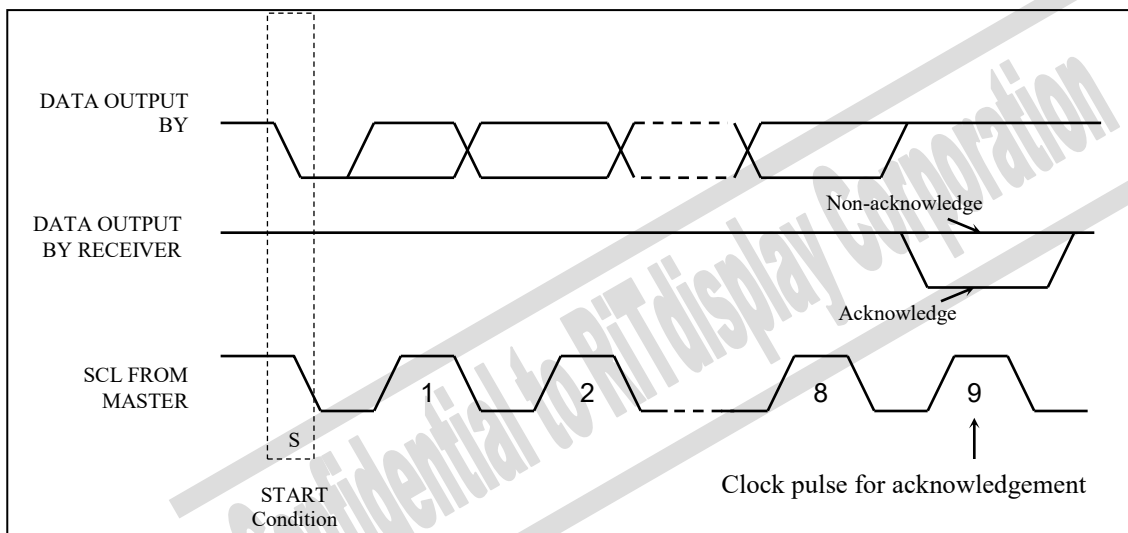 DATA OUTPUT
BY
Non-acknowledge
DATA OUTPUT
BY RECEIVER
Acknowledge
SCL FROM
MASTER
1
2
8
9
S
START
Condition
Clock pulse for acknowledgement
Confidential to RiTdisplay Corporation